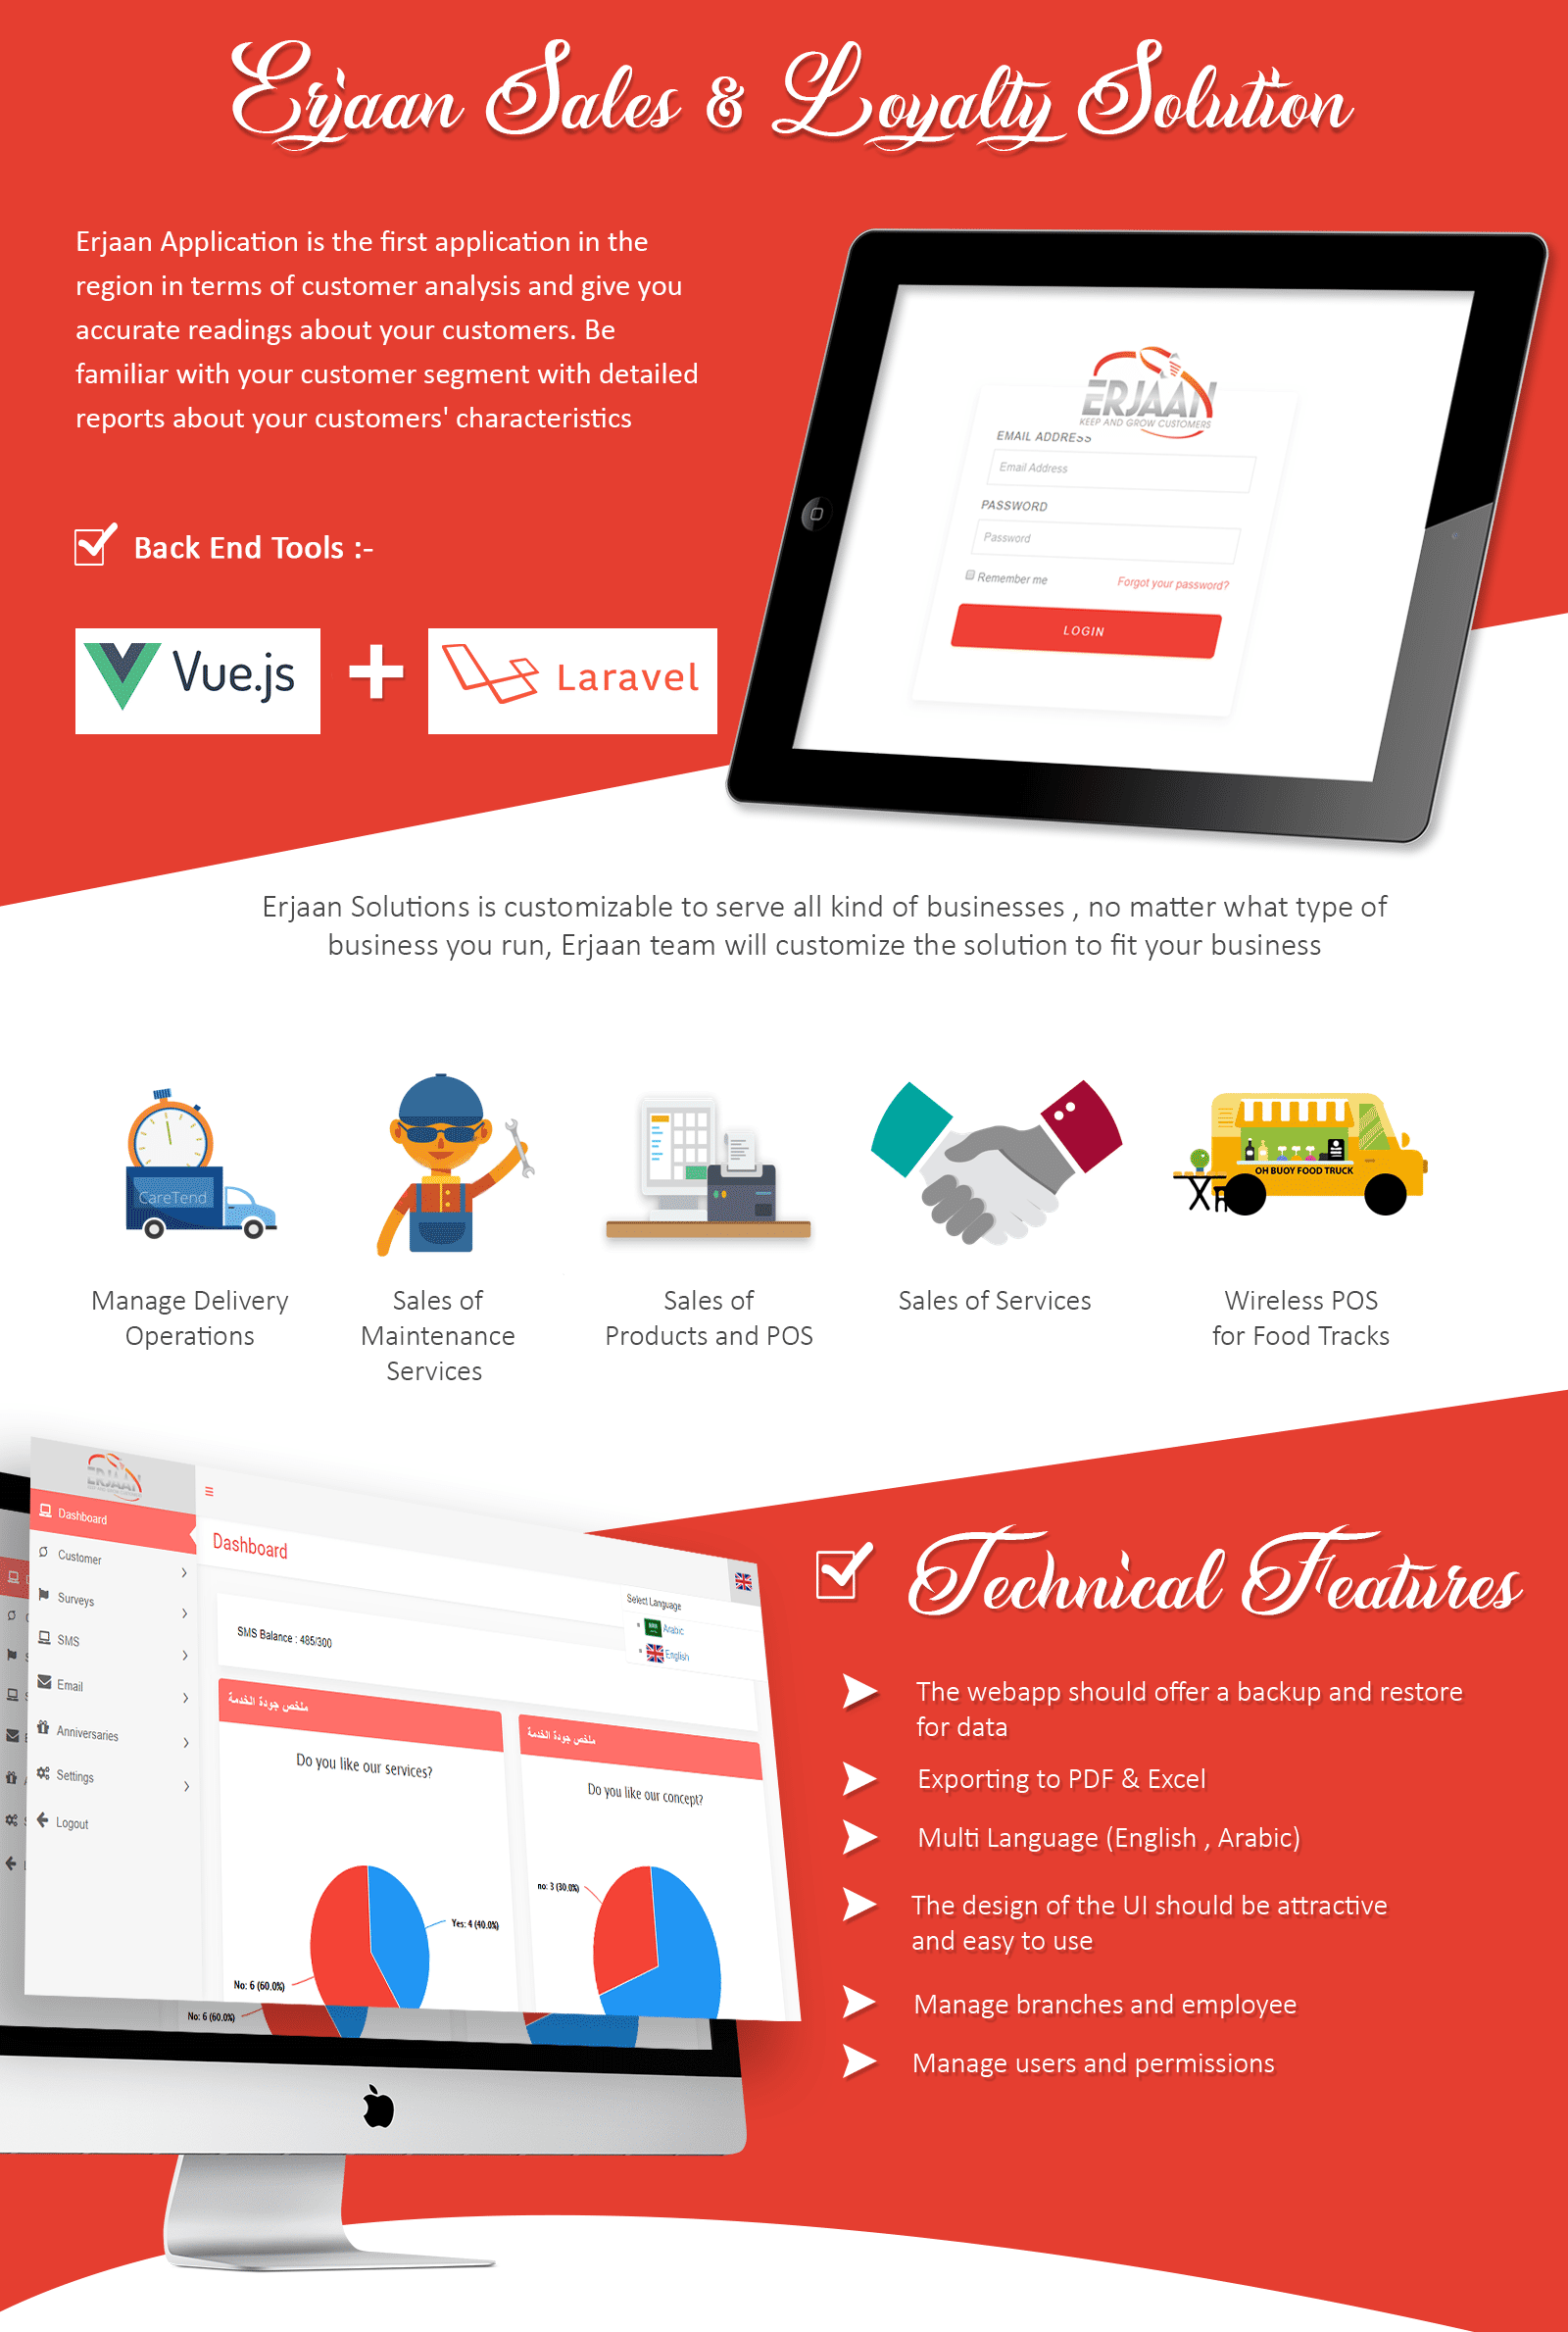 Erjaan Sales & Loyalty Solution
Erjaan Application is the first application in the
region in terms of customer analysis and give you
accurate readings about your customers. Be
familiar with your customer segment with detailed
reports about your customers' characteristics
Back End Tools :-
Vue.js
+
Laravel
ERJAAN
KEEP AND GROW CUSTOMERS
EMAIL ADDRESS
Email Address
PASSWORD
Password
Remember me
Forgot your password?
LOGIN
Erjaan Solutions is customizable to serve all kind of businesses , no matter what type of
business you run, Erjaan team will customize the solution to fit your business
CareTend
OH BUOY FOOD TRUCK
Manage Delivery
Operations
Sales of
Maintenance
Services
Sales of
Products and POS
Sales of Services
Wireless POS
for Food Tracks
ERJAAN
Dashboard
Customer
Surveys
SMS
Email
Anniversaries
Settings
Logout
Dashboard
Select Language
Arabic
English
SMS Balance : 485/300
ملخص جودة الخدمة
Do you like our services?
Yes: 4 (40.0%)
No: 6 (60.0%)
ملخص جودة الخدمة
Do you like our concept?
no: 3 (30.0%)
No: 6 (60.0%)
Technical Features
The webapp should offer a backup and restore
for data
Exporting to PDF & Excel
Multi Language (English , Arabic)
The design of the UI should be attractive
and easy to use
Manage branches and employee
Manage users and permissions